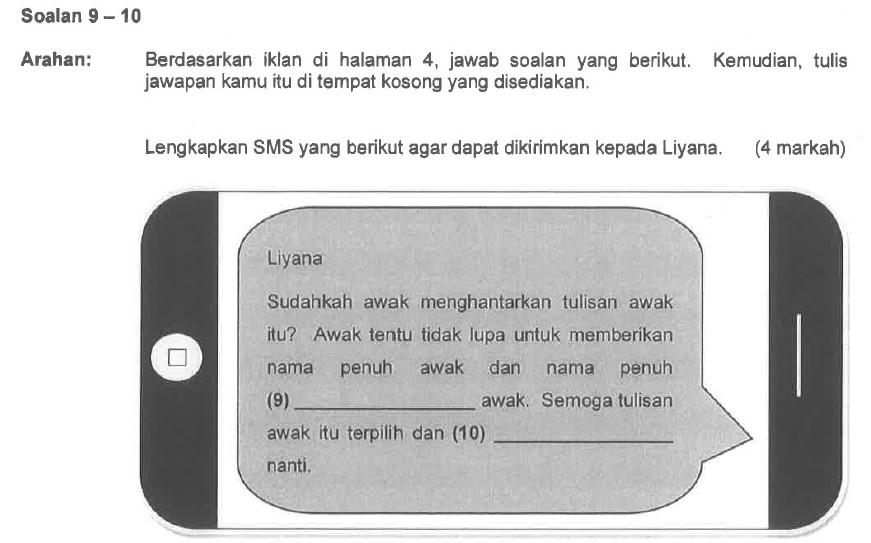 Soalan 9 – 10
Arahan: Berdasarkan iklan di halaman 4, jawab soalan yang berikut. Kemudian, tulis
jawapan kamu itu di tempat kosong yang disediakan.
Lengkapkan SMS yang berikut agar dapat dikirimkan kepada Liyana. (4 markah)
Liyana
Sudahkah awak menghantarkan tulisan awak
itu? Awak tentu tidak lupa untuk memberikan
nama penuh awak dan nama penuh
(9) ____________________ awak. Semoga tulisan
awak itu terpilih dan (10) ____________________
nanti.